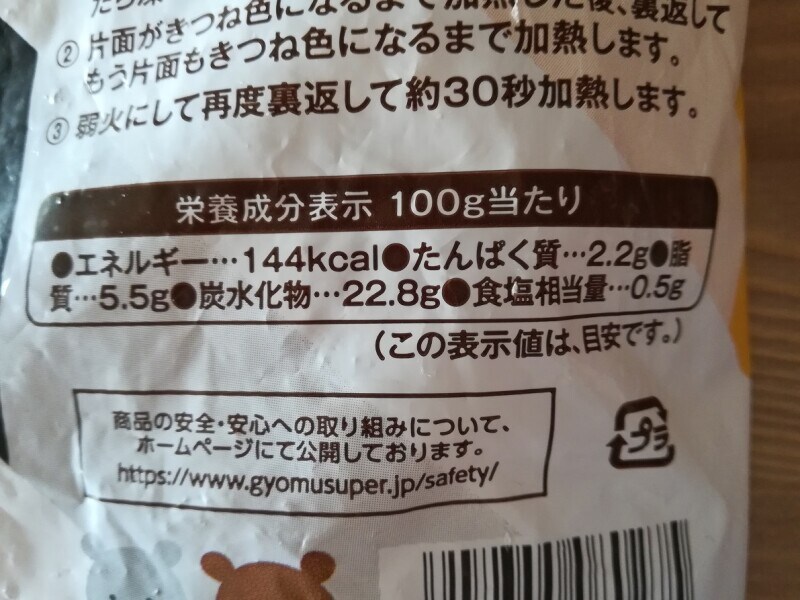 ② 片面がきつね色になるまで加熱した後、裏返して
もう片面もきつね色になるまで加熱します。
③ 弱火にして再度裏返して約30秒加熱します。
栄養成分表示 100g当たり
●エネルギー…144kcal●たんぱく質…2.2g●脂
質…5.5g●炭水化物…22.8g●食塩相当量…0.5g
(この表示値は、目安です。)
商品の安全・安心への取り組みについて、
ホームページにて公開しております。
https://www.gyomusuper.jp/safety/
プラ